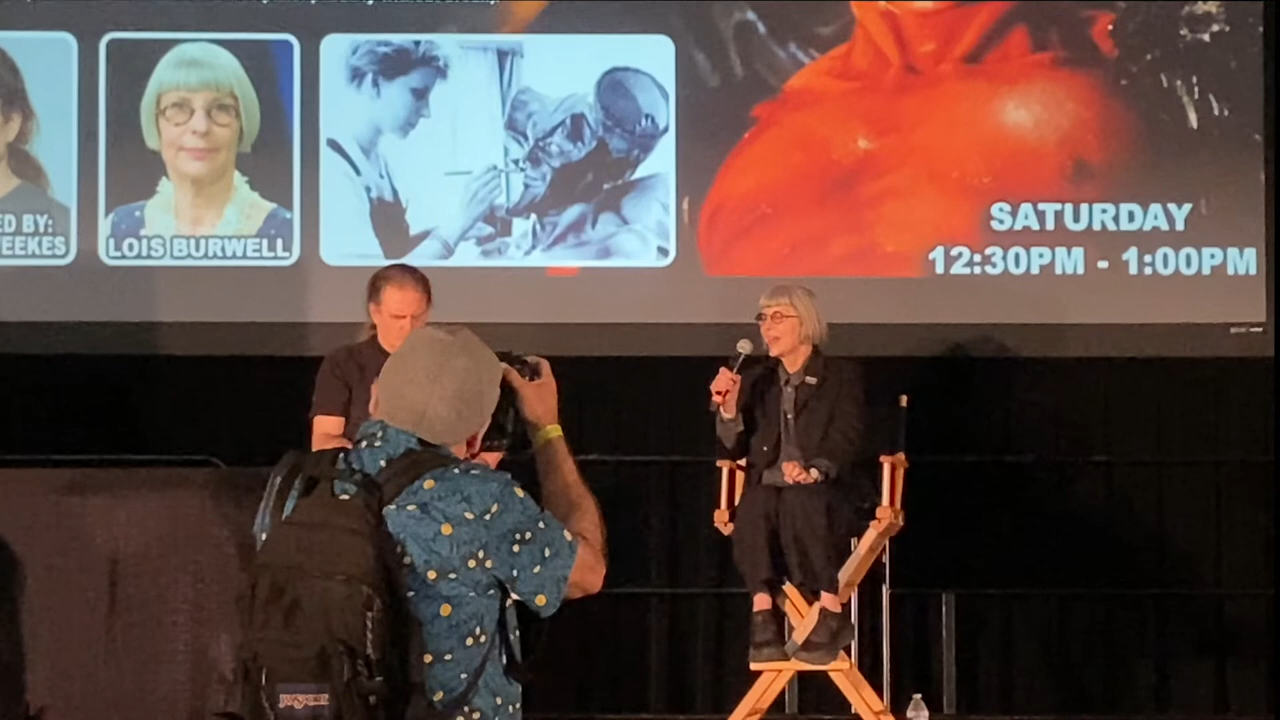 ED BY:
EEKES
LOIS BURWELL
SATURDAY
12:30PM - 1:00PM
JANSPORT